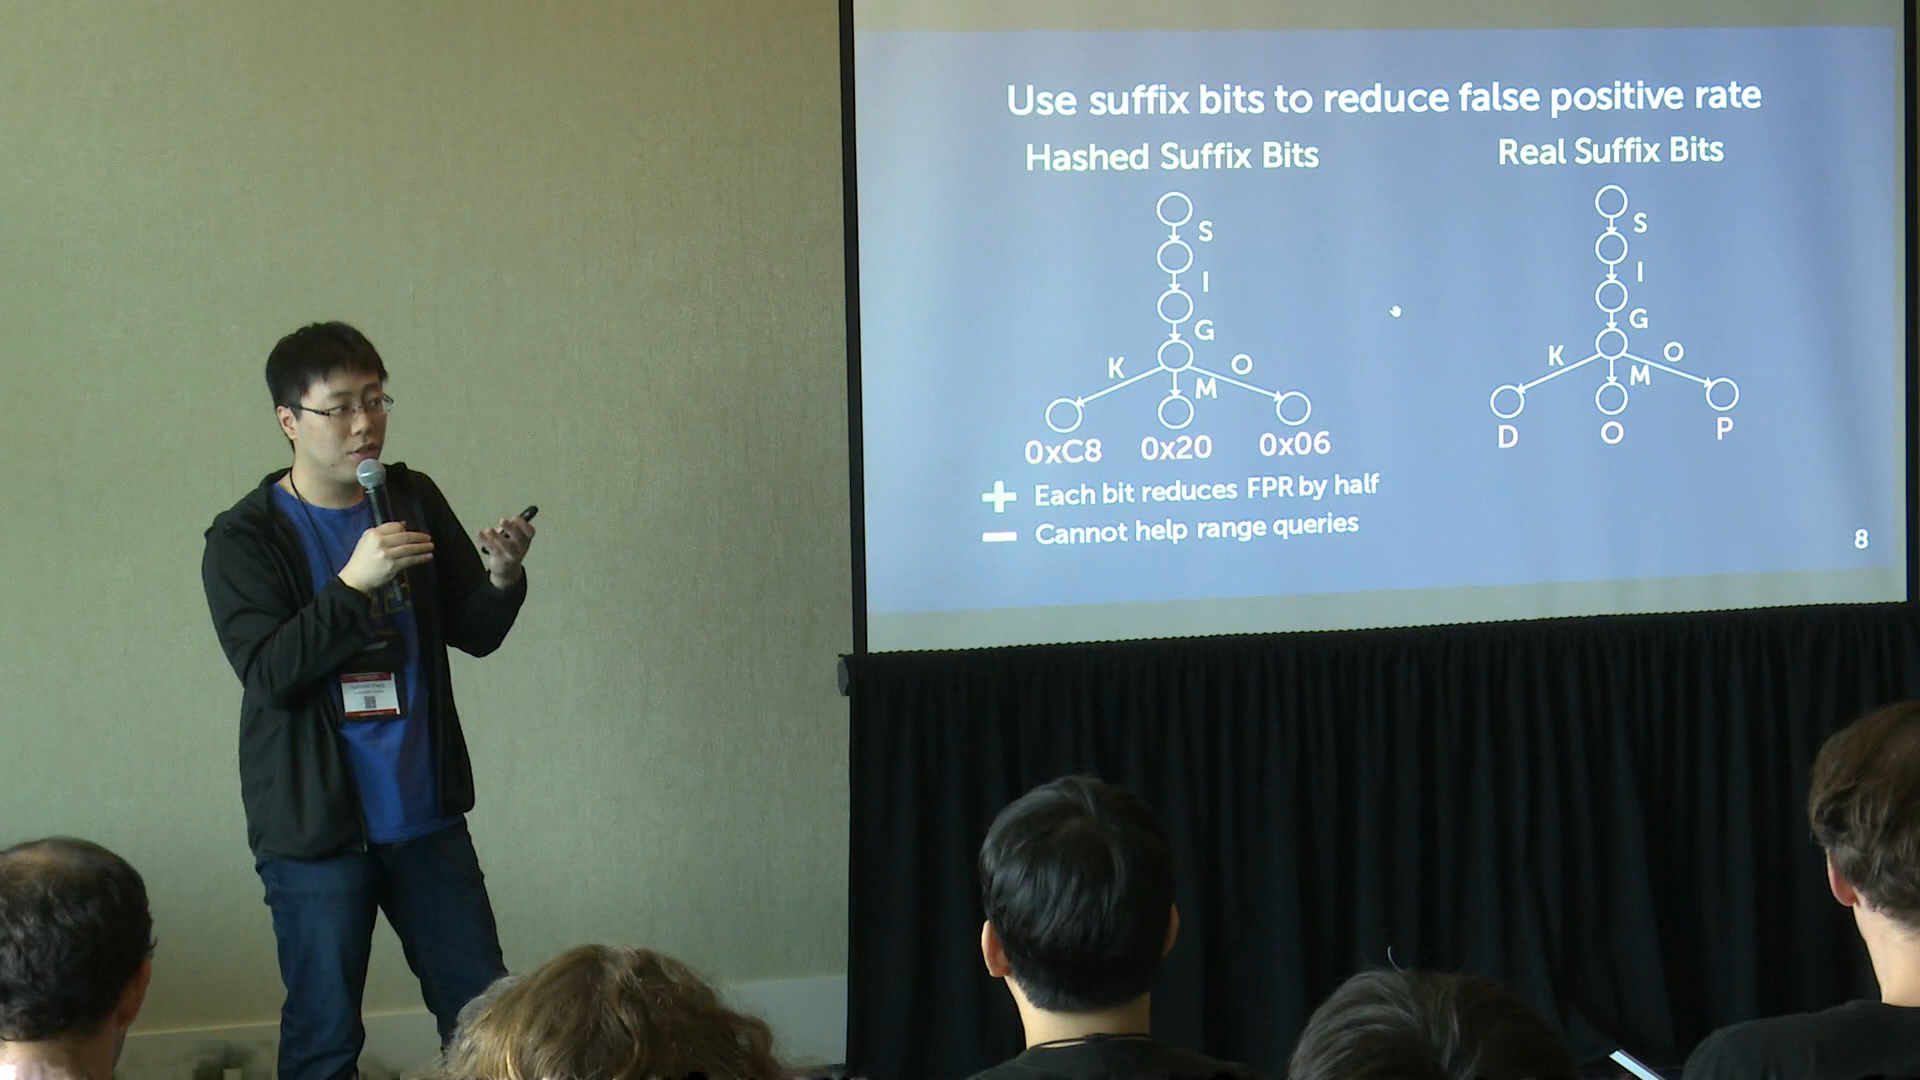 Use suffix bits to reduce false positive rate
Hashed Suffix Bits
S
I
G
K
M
O
0xC8 0x20 0x06
Each bit reduces FPR by half
Cannot help range queries
Real Suffix Bits
S
I
G
K
M
O
D O P
8